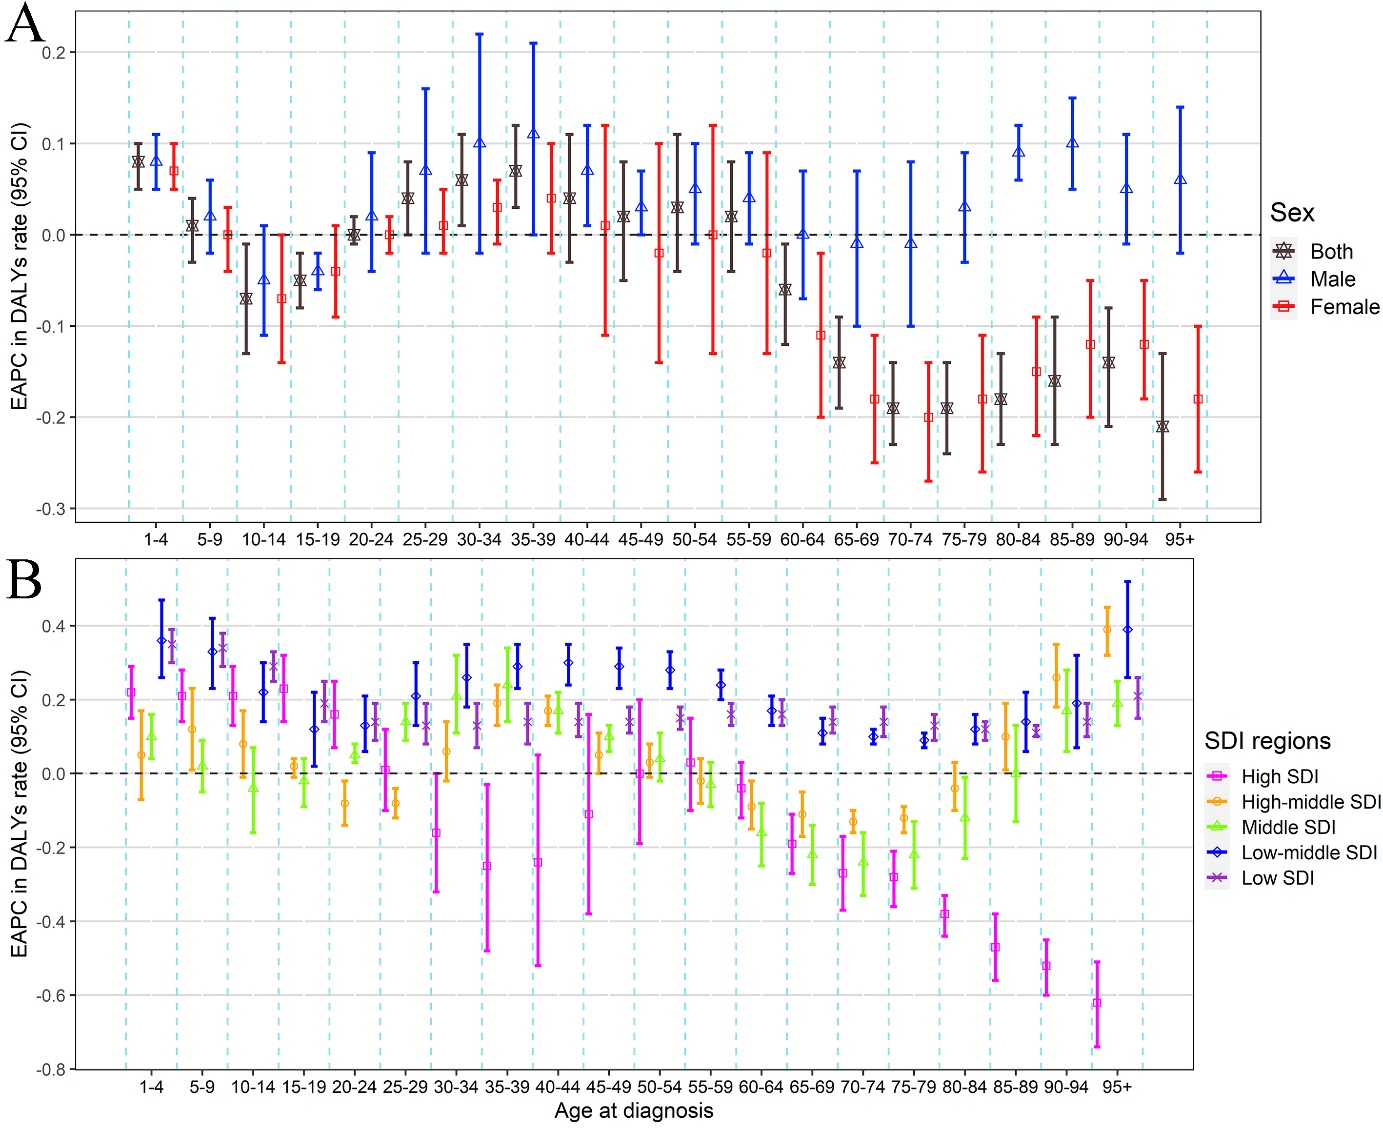 A
EAPC in DALYs rate (95% CI)
0.2
0.1
0.0
-0.1
-0.2
-0.3
1-4 5-9 10-14 15-19 20-24 25-29 30-34 35-39 40-44 45-49 50-54 55-59 60-64 65-69 70-74 75-79 80-84 85-89 90-94 95+
Sex
Both
Male
Female
B
EAPC in DALYs rate (95% CI)
0.4
0.2
0.0
-0.2
-0.4
-0.6
-0.8
1-4 5-9 10-14 15-19 20-24 25-29 30-34 35-39 40-44 45-49 50-54 55-59 60-64 65-69 70-74 75-79 80-84 85-89 90-94 95+
Age at diagnosis
SDI regions
High SDI
High-middle SDI
Middle SDI
Low-middle SDI
Low SDI